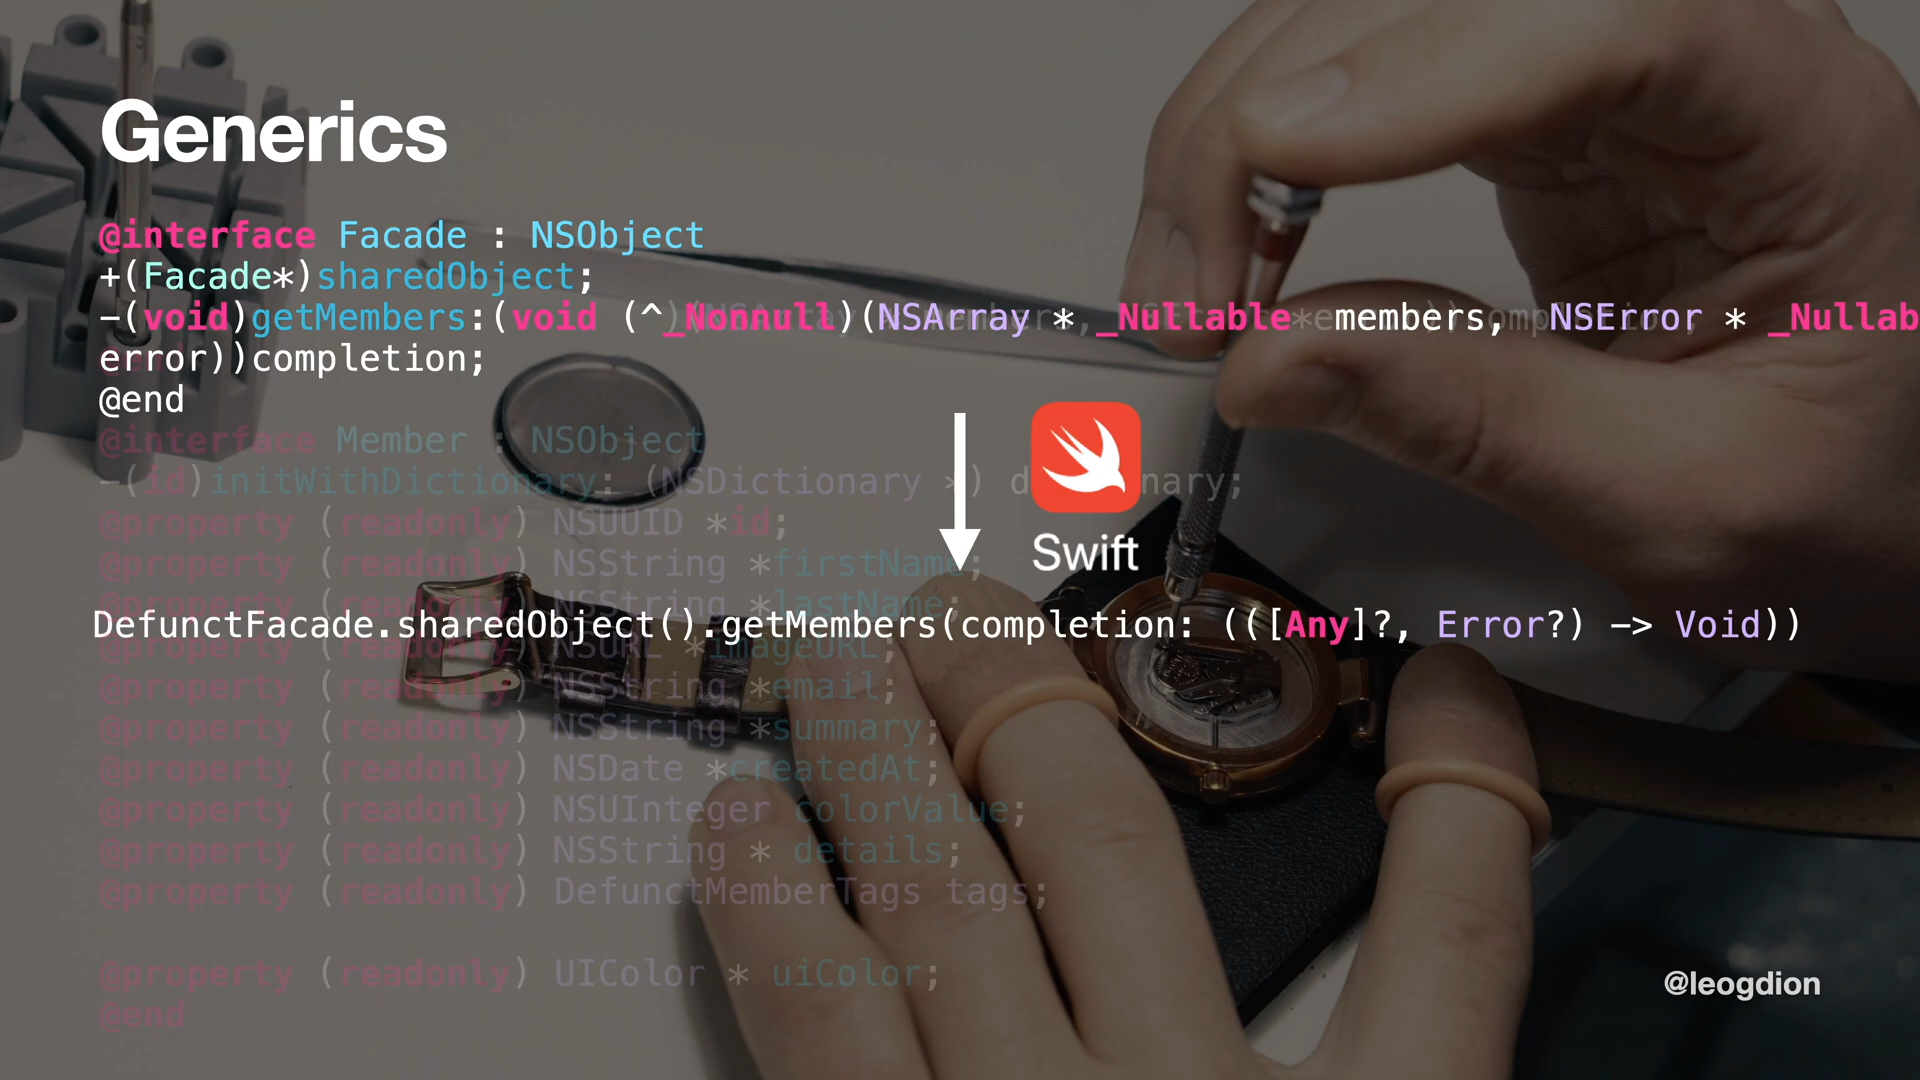 Generics
@interface Facade : NSObject
+(Facade*)sharedObject;
-(void)getMembers:(void (^_Nonnull)(NSArray * _Nullable members, NSError * _Nullab
error))completion;
@end
@interface Member : NSObject
-(id)initWithDictionary: (NSDictionary *) d nary;
@property (readonly) NSUUID *id;
@property (readonly) NSString *firstName;
Swift
@property (readonly) NSString *lastName;
DefunctFacade.sharedObject().getMembers(completion: (([Any]?, Error?) -> Void))
@property (readonly) NSURL *imageURL;
@property (readonly) NSString *email;
@property (readonly) NSString *summary;
@property (readonly) NSDate *createdAt;
@property (readonly) NSUInteger colorValue;
@property (readonly) NSString * details;
@property (readonly) DefunctMemberTags tags;
@property (readonly) UIColor * uiColor;
@end
@leogdion